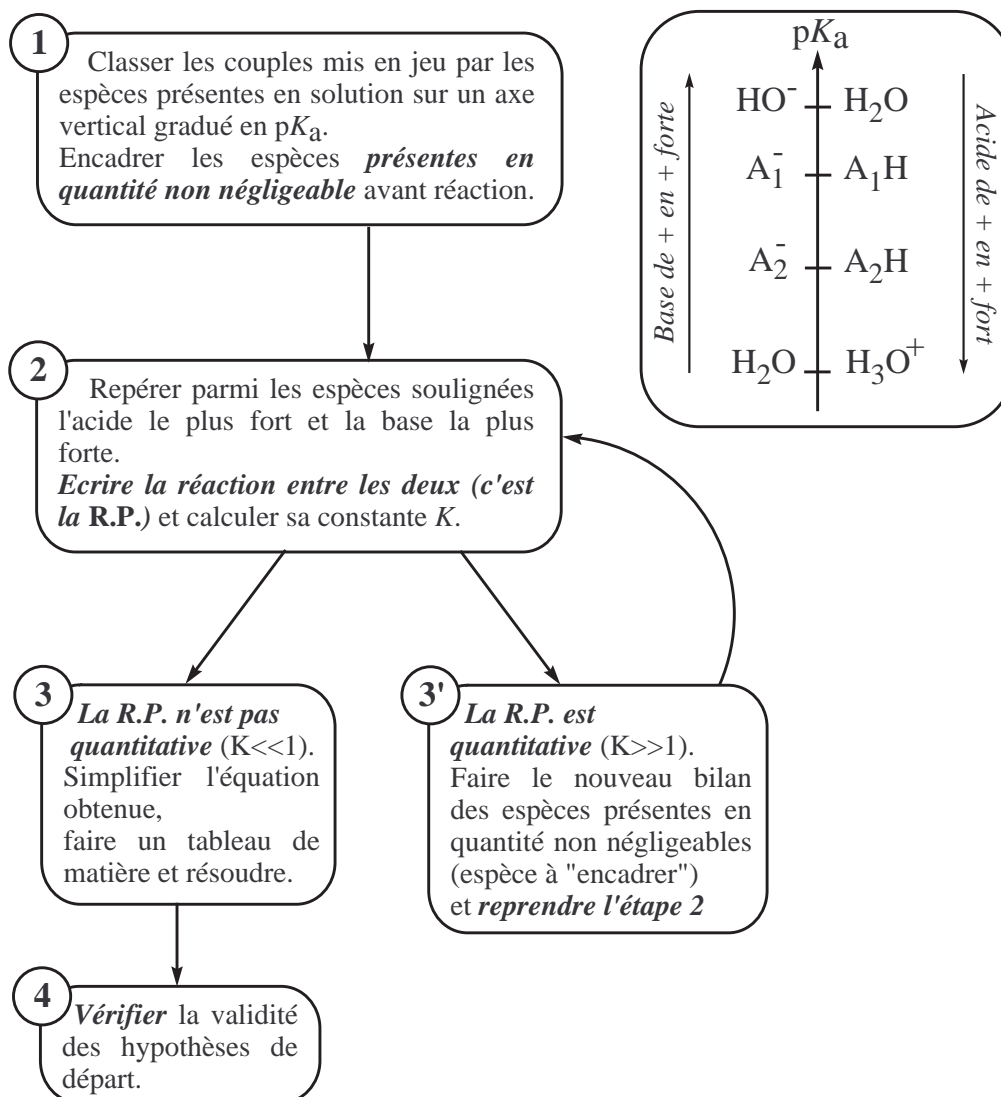 1
Classer les couples mis en jeu par les
espèces présentes en solution sur un axe
vertical gradué en pKa.
Encadrer les espèces présentes en
quantité non négligeable avant réaction.
pKa
HO- H2O
A1- A1H
A2- A2H
H2O H3O+
Base de + en + forte
Acide de + en + fort
2
Repérer parmi les espèces soulignées
l'acide le plus fort et la base la plus
forte.
Ecrire la réaction entre les deux (c'est
la R.P.) et calculer sa constante K.
3
La R.P. n'est pas
quantitative (K<<1).
Simplifier l'équation
obtenue,
faire un tableau de
matière et résoudre.
3'
La R.P. est
quantitative (K>>1).
Faire le nouveau bilan
des espèces présentes en
quantité non négligeables
(espèce à "encadrer")
et reprendre l'étape 2
4
Vérifier la validité
des hypothèses de
départ.